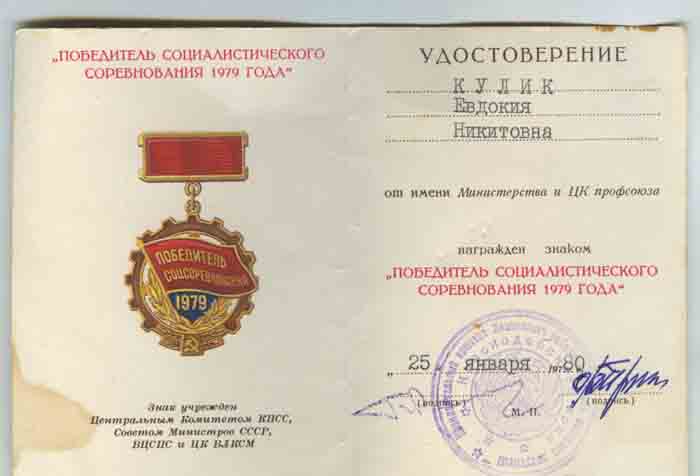 „ПОБЕДИТЕЛЬ СОЦИАЛИСТИЧЕСКОГО
СОРЕВНОВАНИЯ 1979 ГОДА“
ПОБЕДИТЕЛЬ
СОЦСОРЕВНОВАНИЯ
1979
Знак учрежден
Центральным Комитетом КПСС,
Советом Министров СССР,
ВЦСПС и ЦК ВЛКСМ
УДОСТОВЕРЕНИЕ
КУЛИК
Евдокия
Никитовна
от имени Министерства и ЦК профсоюза
награжден знаком
„ПОБЕДИТЕЛЬ СОЦИАЛИСТИЧЕСКОГО
СОРЕВНОВАНИЯ 1979 ГОДА“
„25 января 1980
(подпись) М. П. (подпись)